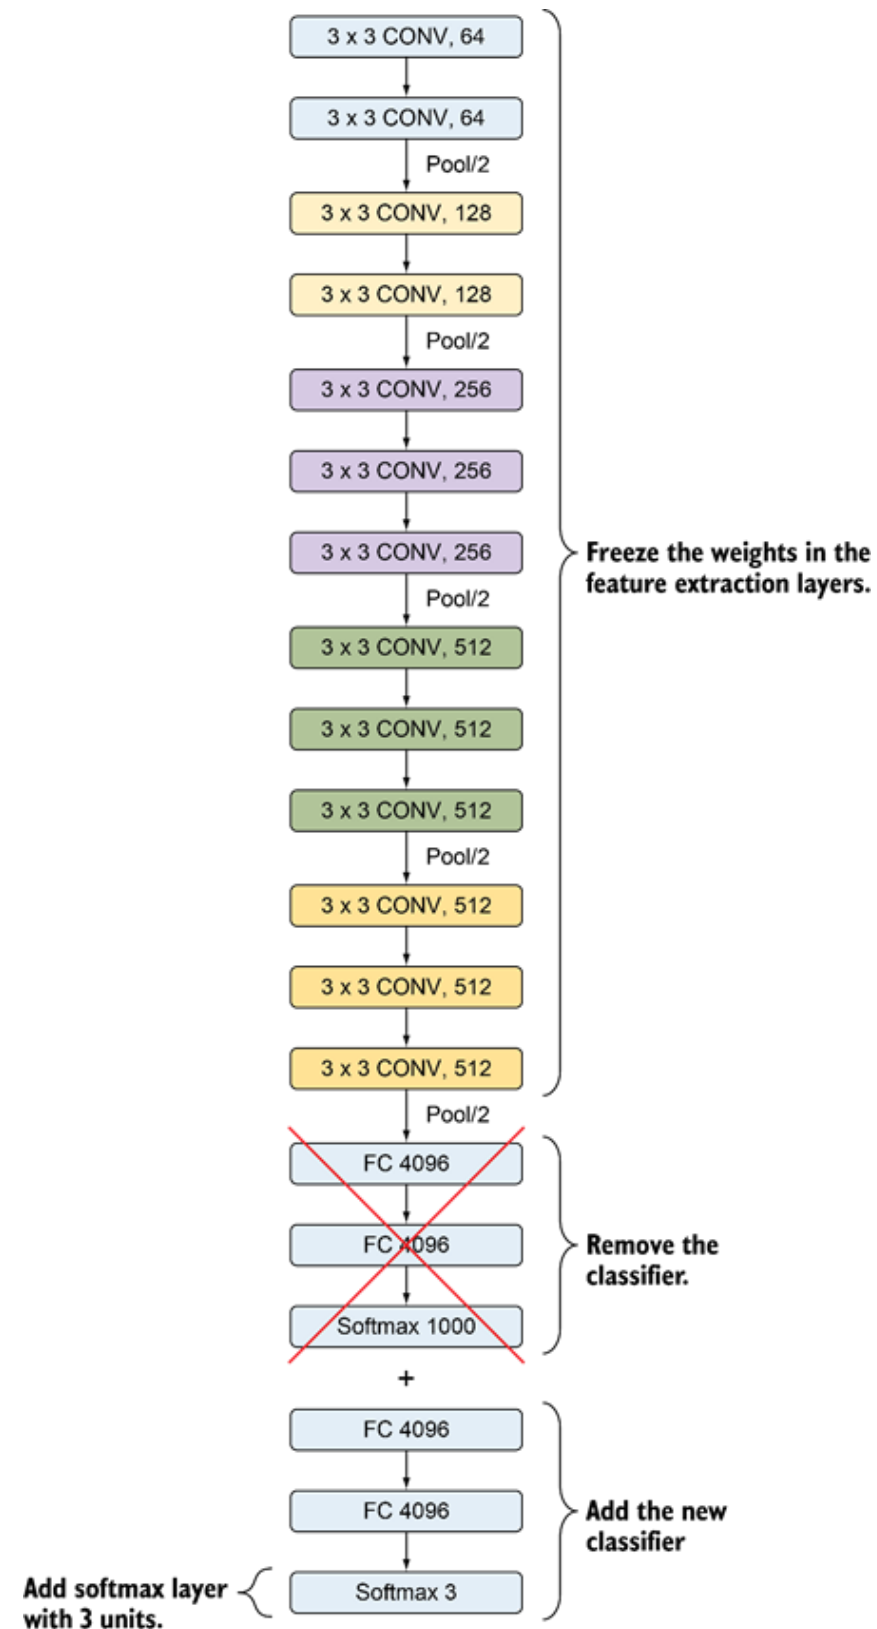 3 x 3 CONV, 64
3 x 3 CONV, 64
Pool/2
3 x 3 CONV, 128
3 x 3 CONV, 128
Pool/2
3 x 3 CONV, 256
3 x 3 CONV, 256
3 x 3 CONV, 256
Freeze the weights in the
feature extraction layers.
Pool/2
3 x 3 CONV, 512
3 x 3 CONV, 512
3 x 3 CONV, 512
Pool/2
3 x 3 CONV, 512
3 x 3 CONV, 512
3 x 3 CONV, 512
Pool/2
FC 4096
FC 4096
Remove the
classifier.
Softmax 1000
+
FC 4096
FC 4096
Add the new
classifier
Add softmax layer
with 3 units.
Softmax 3